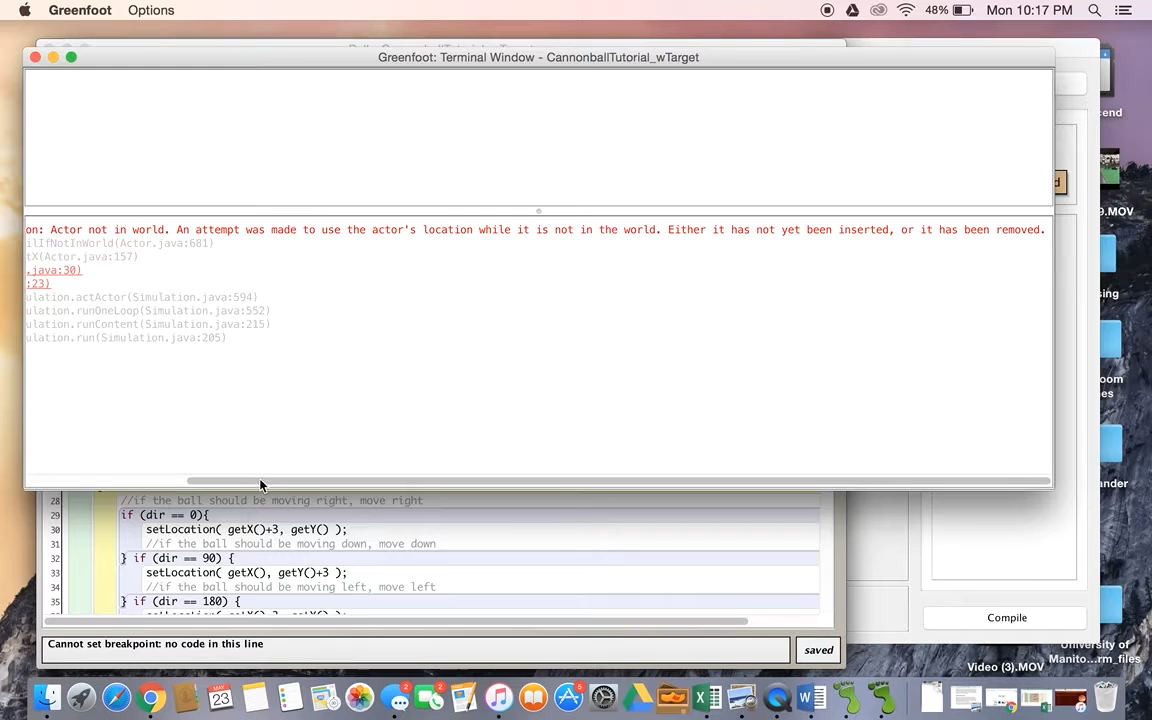 Greenfoot Options
48% Mon 10:17 PM
Greenfoot: Terminal Window - CannonballTutorial_wTarget
on: Actor not in world. An attempt was made to use the actor's location while it is not in the world. Either it has not yet been inserted, or it has been removed.
ilIfNotInWorld(Actor.java:681)
tX(Actor.java:157)
.java:30)
:23)
ulation.actActor(Simulation.java:594)
ulation.runOneLoop(Simulation.java:552)
ulation.runContent(Simulation.java:215)
ulation.run(Simulation.java:205)
28 //if the ball should be moving right, move right
29 if (dir == 0){
30 setLocation( getX()+3, getY() );
31 //if the ball should be moving down, move down
32 } if (dir == 90) {
33 setLocation( getX(), getY()+3 );
34 //if the ball should be moving left, move left
35 } if (dir == 180) {
Cannot set breakpoint: no code in this line
saved
Compile
d
cend
9.MOV
sing
oom
es
ander
University of
Manito...rm_files
Video (3).MOV
MAY
23
2
2
5